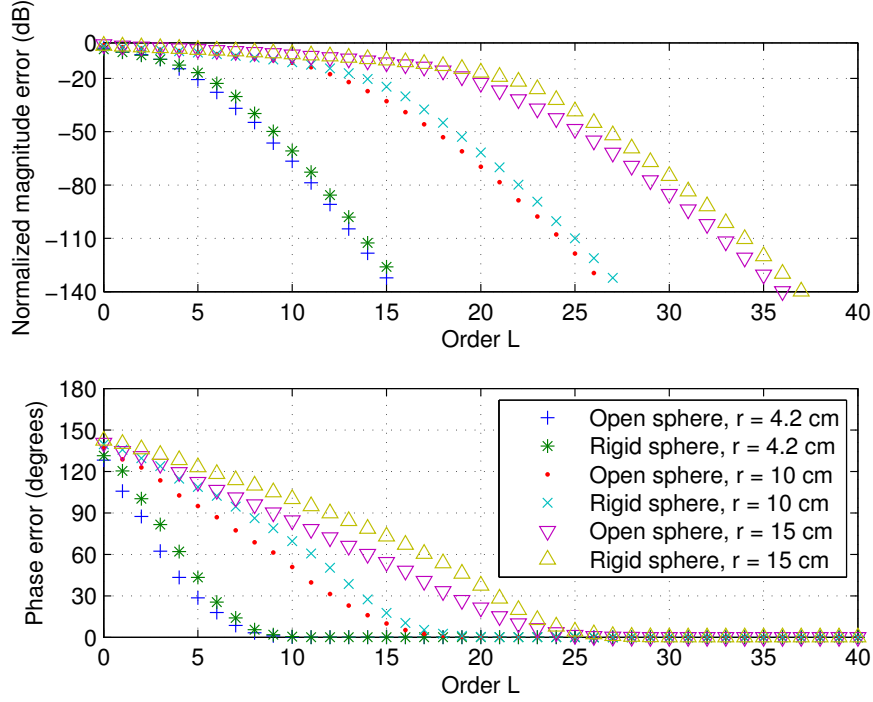 Normalized magnitude error (dB)
0
−20
−50
−80
−110
−140
0 5 10 15 20 25 30 35 40
Order L
Phase error (degrees)
180
150
120
90
60
30
0
0 5 10 15 20 25 30 35 40
Order L
Open sphere, r = 4.2 cm
Rigid sphere, r = 4.2 cm
Open sphere, r = 10 cm
Rigid sphere, r = 10 cm
Open sphere, r = 15 cm
Rigid sphere, r = 15 cm